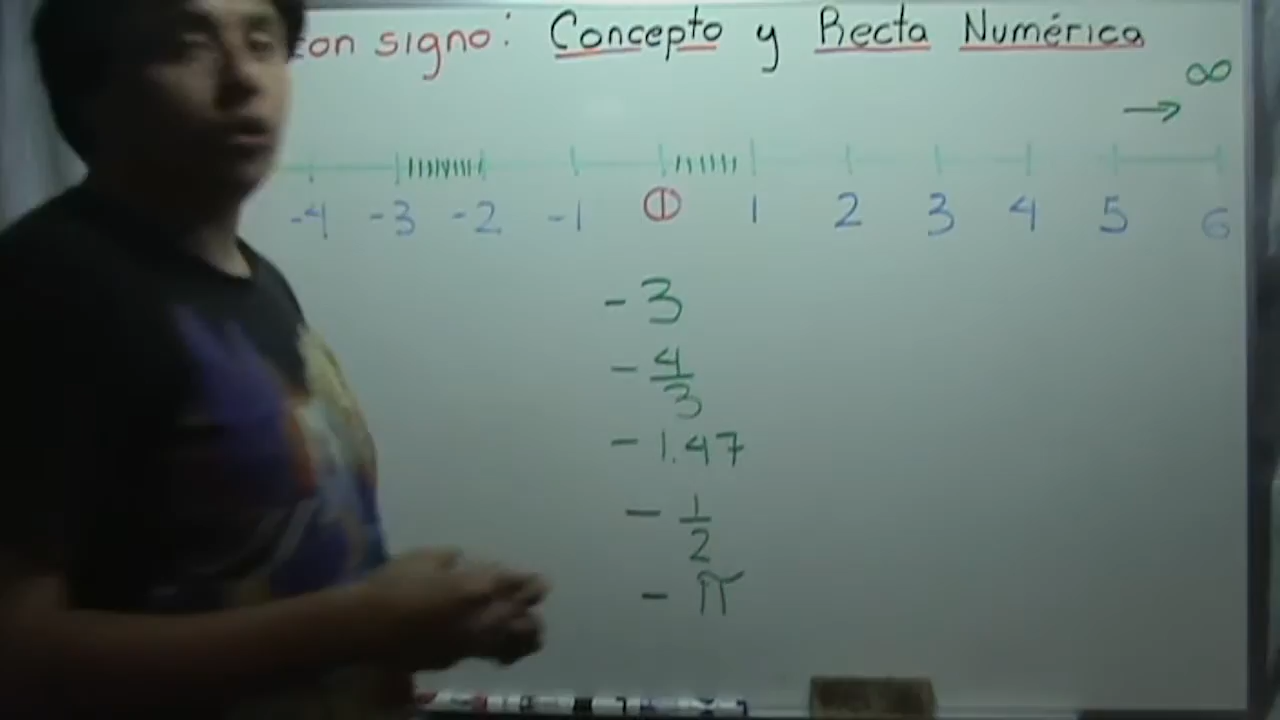 con signo: Concepto y Recta Numérica
→ ∞
-4 -3 -2 -1 0 1 2 3 4 5 6
-3
-4/3
-1.47
-1/2
-π